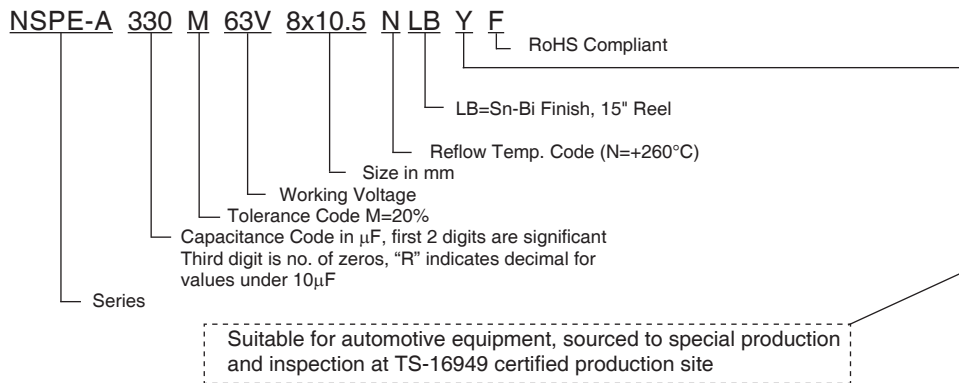 NSPE-A 330 M 63V 8x10.5 N LB Y F
RoHS Compliant
LB=Sn-Bi Finish, 15" Reel
Reflow Temp. Code (N=+260°C)
Size in mm
Working Voltage
Tolerance Code M=20%
Capacitance Code in μF, first 2 digits are significant
Third digit is no. of zeros, “R” indicates decimal for
values under 10μF
Series
Suitable for automotive equipment, sourced to special production
and inspection at TS-16949 certified production site